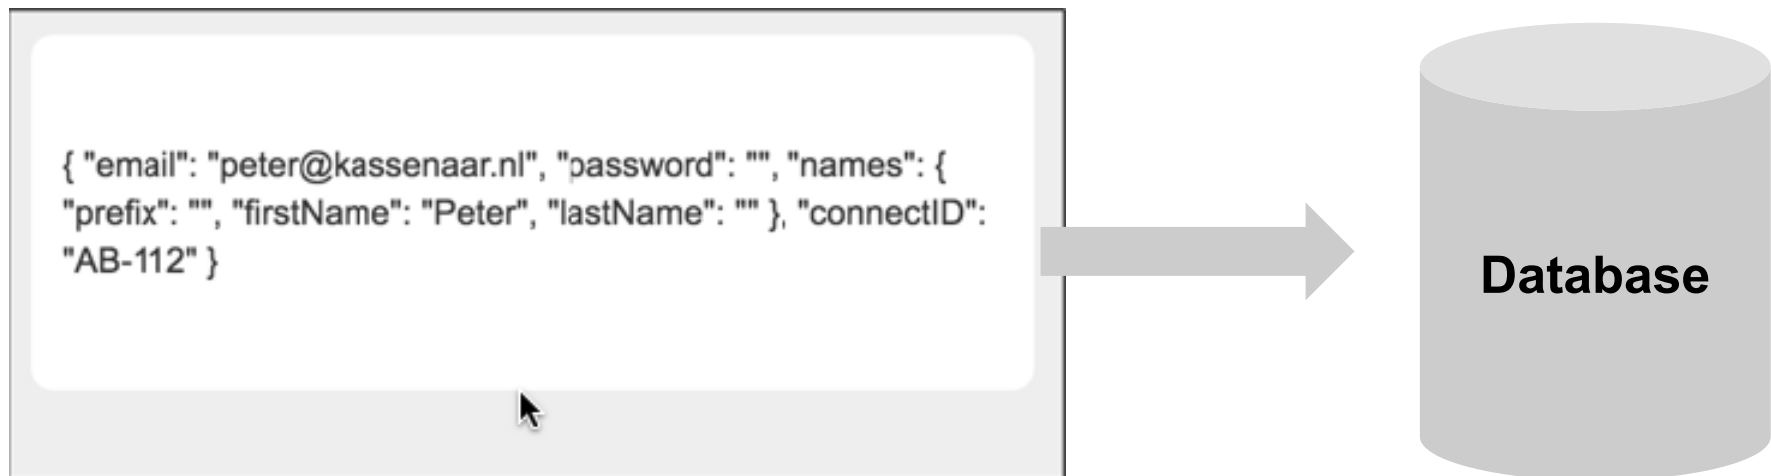 { "email": "peter@kassenaar.nl", "password": "", "names": {
"prefix": "", "firstName": "Peter", "lastName": "" }, "connectID":
"AB-112" }
Database